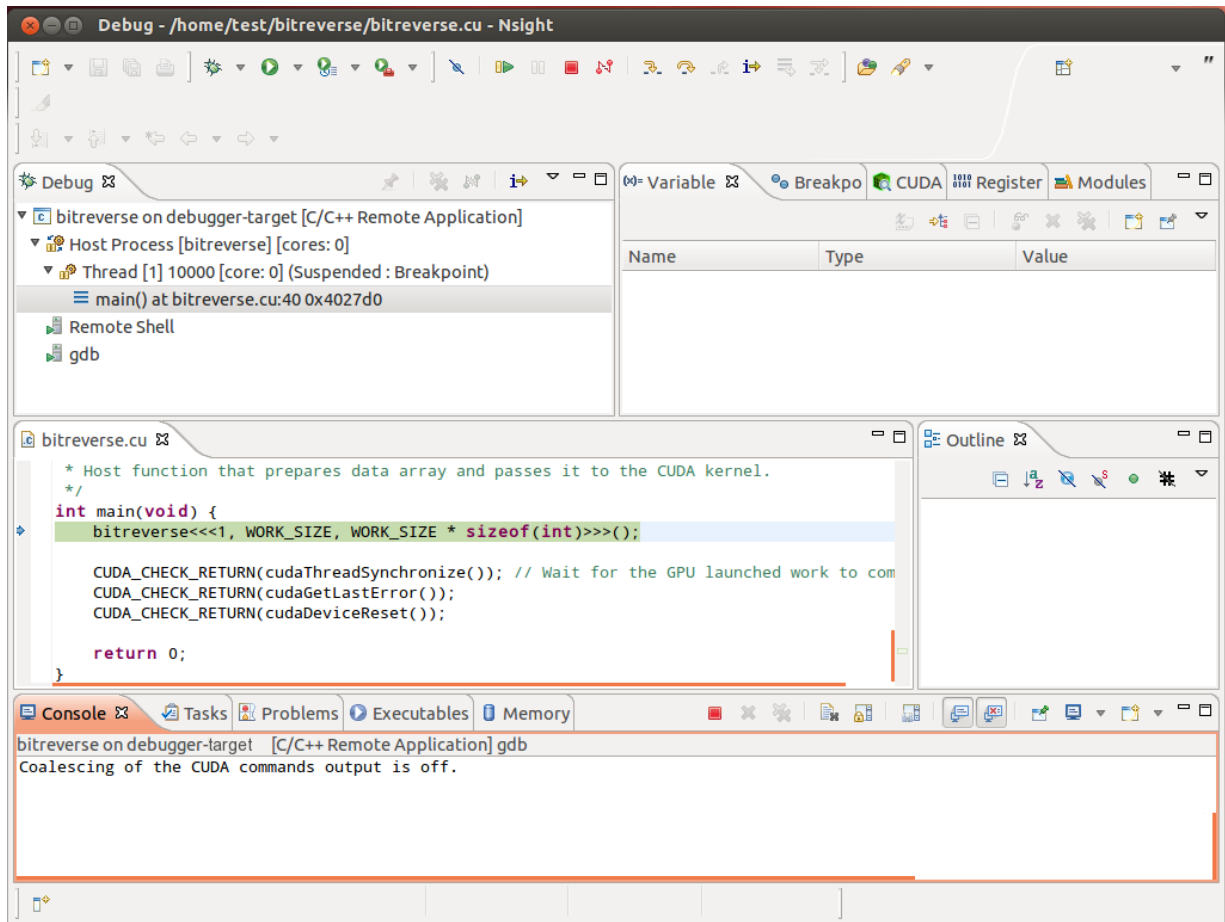 Debug - /home/test/bitreverse/bitreverse.cu - Nsight
Debug
bitreverse on debugger-target [C/C++ Remote Application]
Host Process [bitreverse] [cores: 0]
Thread [1] 10000 [core: 0] (Suspended : Breakpoint)
main() at bitreverse.cu:40 0x4027d0
Remote Shell
gdb
(x)= Variable Breakpo CUDA Register Modules
Name Type Value
bitreverse.cu
* Host function that prepares data array and passes it to the CUDA kernel.
*/
int main(void) {
bitreverse<<<1, WORK_SIZE, WORK_SIZE * sizeof(int)>>>();
CUDA_CHECK_RETURN(cudaThreadSynchronize()); // Wait for the GPU launched work to com
CUDA_CHECK_RETURN(cudaGetLastError());
CUDA_CHECK_RETURN(cudaDeviceReset());
return 0;
}
Outline
Console Tasks Problems Executables Memory
bitreverse on debugger-target [C/C++ Remote Application] gdb
Coalescing of the CUDA commands output is off.